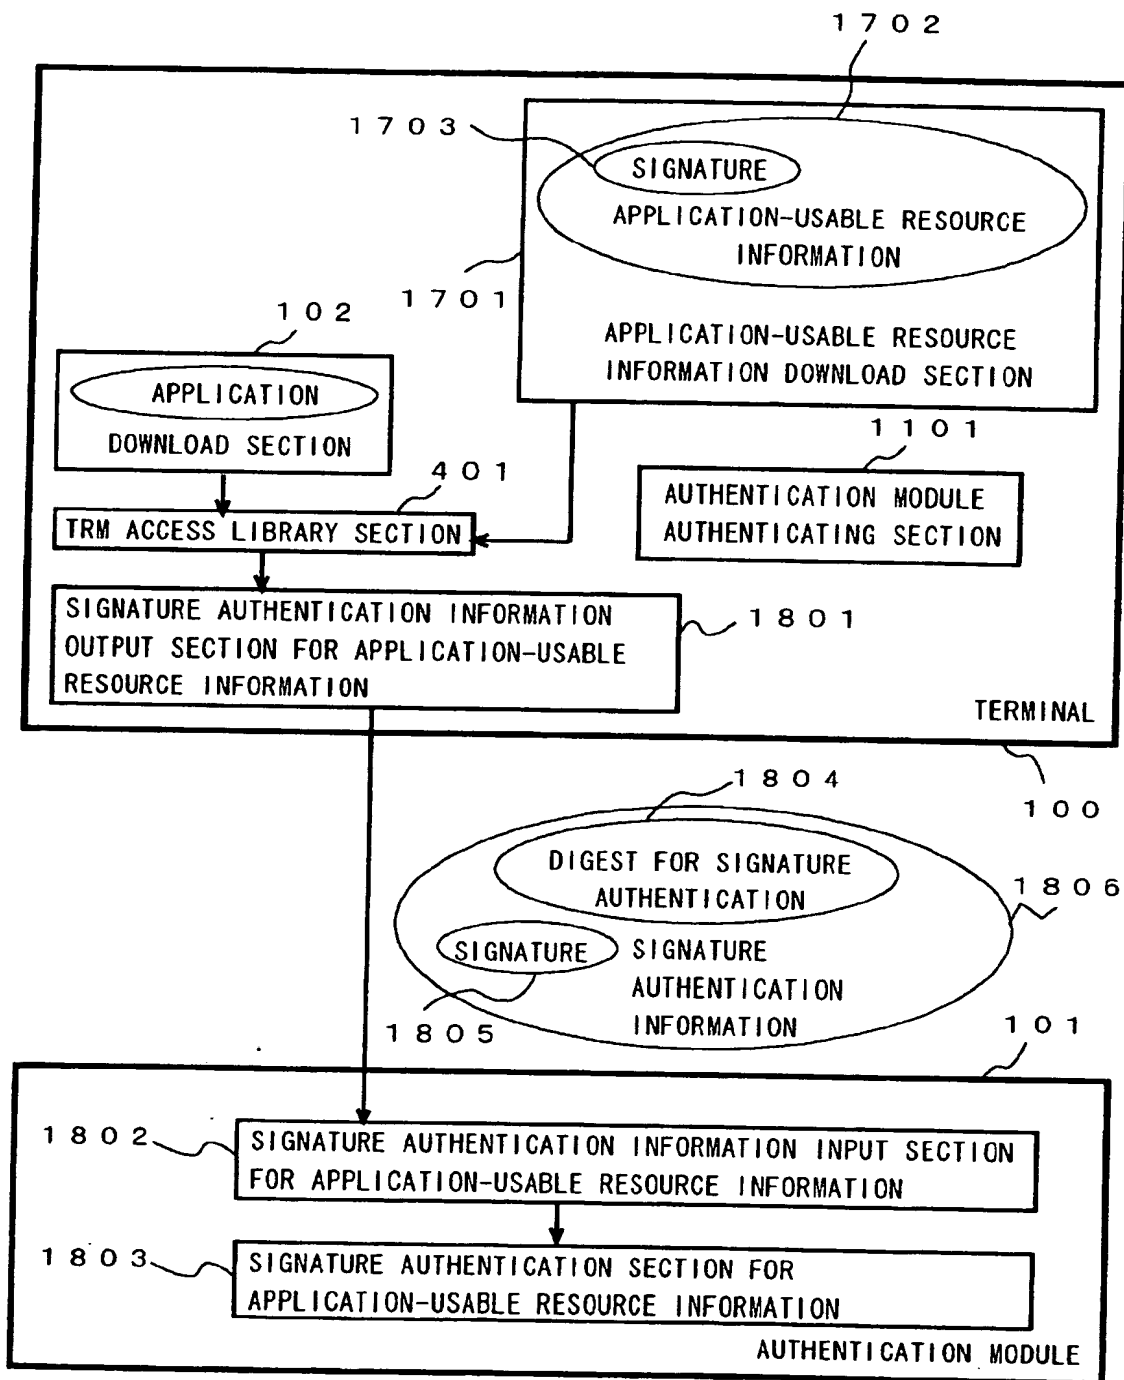 1702
1703
SIGNATURE
APPLICATION-USABLE RESOURCE
INFORMATION
1701
APPLICATION-USABLE RESOURCE
INFORMATION DOWNLOAD SECTION
102
APPLICATION
DOWNLOAD SECTION
1101
AUTHENTICATION MODULE
AUTHENTICATING SECTION
401
TRM ACCESS LIBRARY SECTION
SIGNATURE AUTHENTICATION INFORMATION
OUTPUT SECTION FOR APPLICATION-USABLE
RESOURCE INFORMATION
1801
TERMINAL
100
1804
DIGEST FOR SIGNATURE
AUTHENTICATION
1806
SIGNATURE
SIGNATURE
AUTHENTICATION
INFORMATION
1805
101
1802
SIGNATURE AUTHENTICATION INFORMATION INPUT SECTION
FOR APPLICATION-USABLE RESOURCE INFORMATION
1803
SIGNATURE AUTHENTICATION SECTION FOR
APPLICATION-USABLE RESOURCE INFORMATION
AUTHENTICATION MODULE